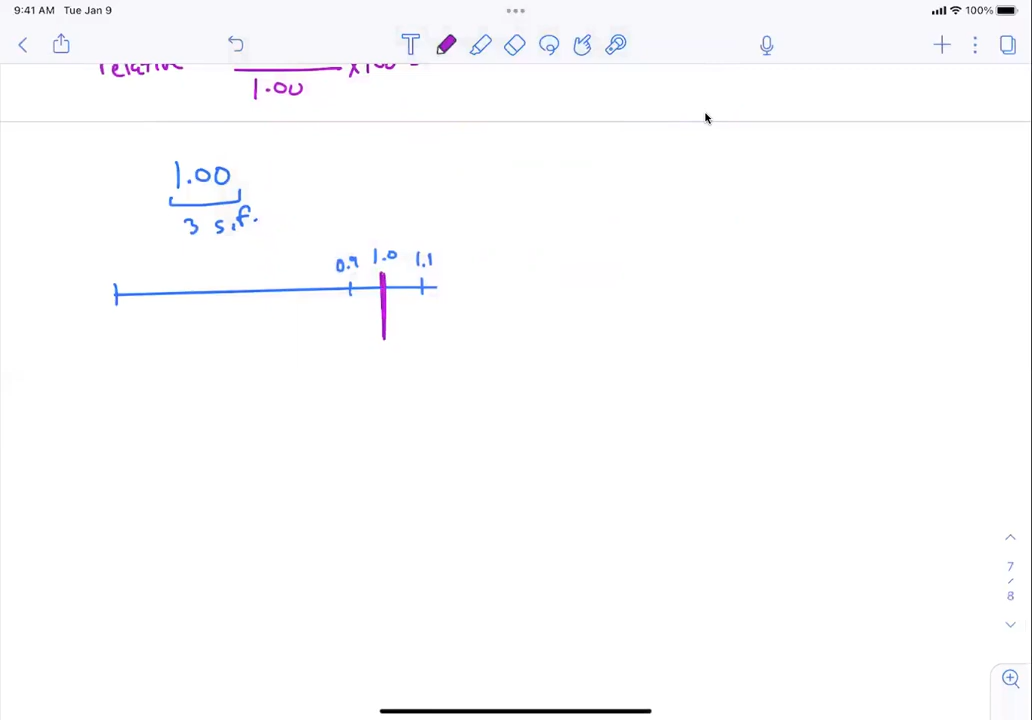 9:41 AM Tue Jan 9
100%
relative
1.00
x100
1.00
3 s.f.
0.9 1.0 1.1
7
/
8